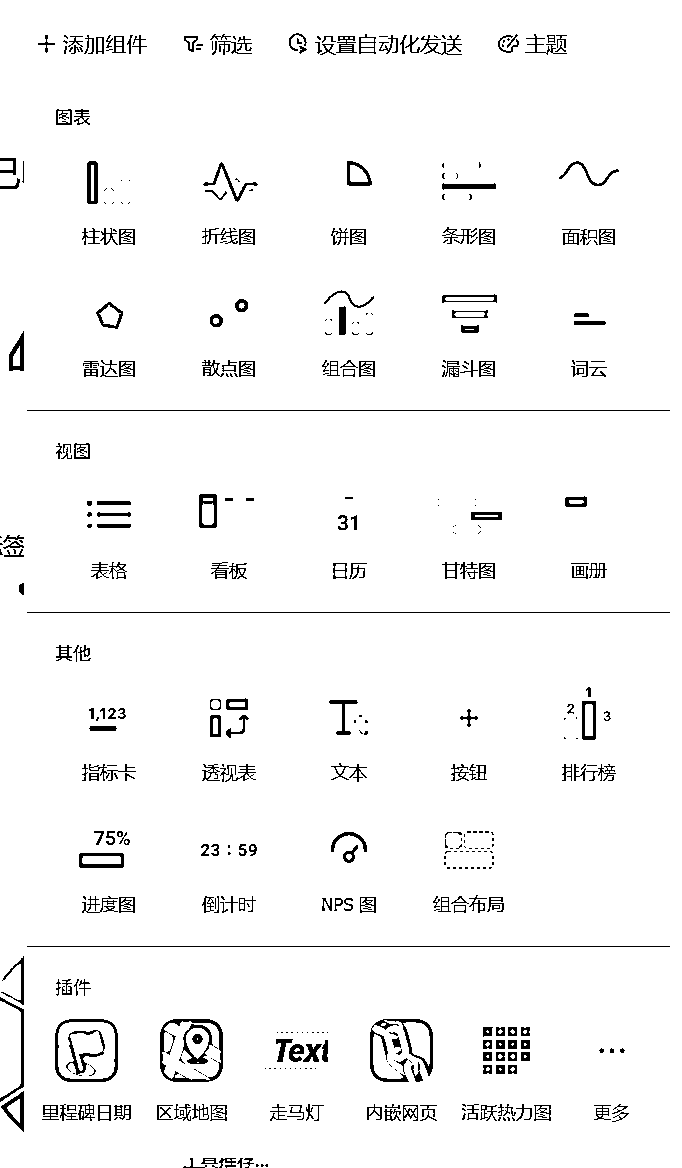 添加组件 筛选 设置自动化发送 主题
图表
柱状图 折线图 饼图 条形图 面积图
雷达图 散点图 组合图 漏斗图 词云
视图
31
表格 看板 日历 甘特图 画册
其他
1,123 1 2 3
指标卡 透视表 文本 按钮 排行榜
75% 23:59
进度图 倒计时 NPS 图 组合布局
插件
Text
里程碑日期 区域地图 走马灯 内嵌网页 活跃热力图 更多